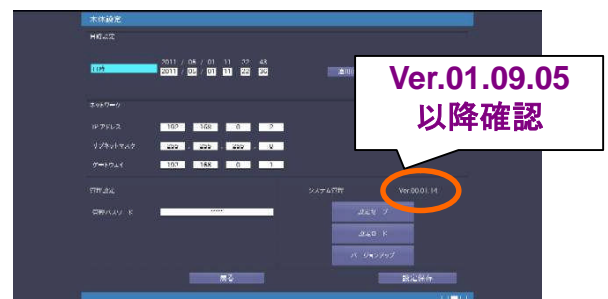 本体設定
日時設定
日時
2011 / 05 / 01 11 : 22 : 43
2011 / 05 / 01 11 : 22 : 30
Ver.01.09.05
以降確認
ネットワーク
IPアドレス 192 . 168 . 0 . 2
サブネットマスク 255 . 255 . 255 . 0
ゲートウェイ 192 . 168 . 0 . 1
管理設定
システム管理 Ver.00.01.14
管理パスワード *****
設定セーブ
設定ロード
バージョンアップ
戻る
設定保存